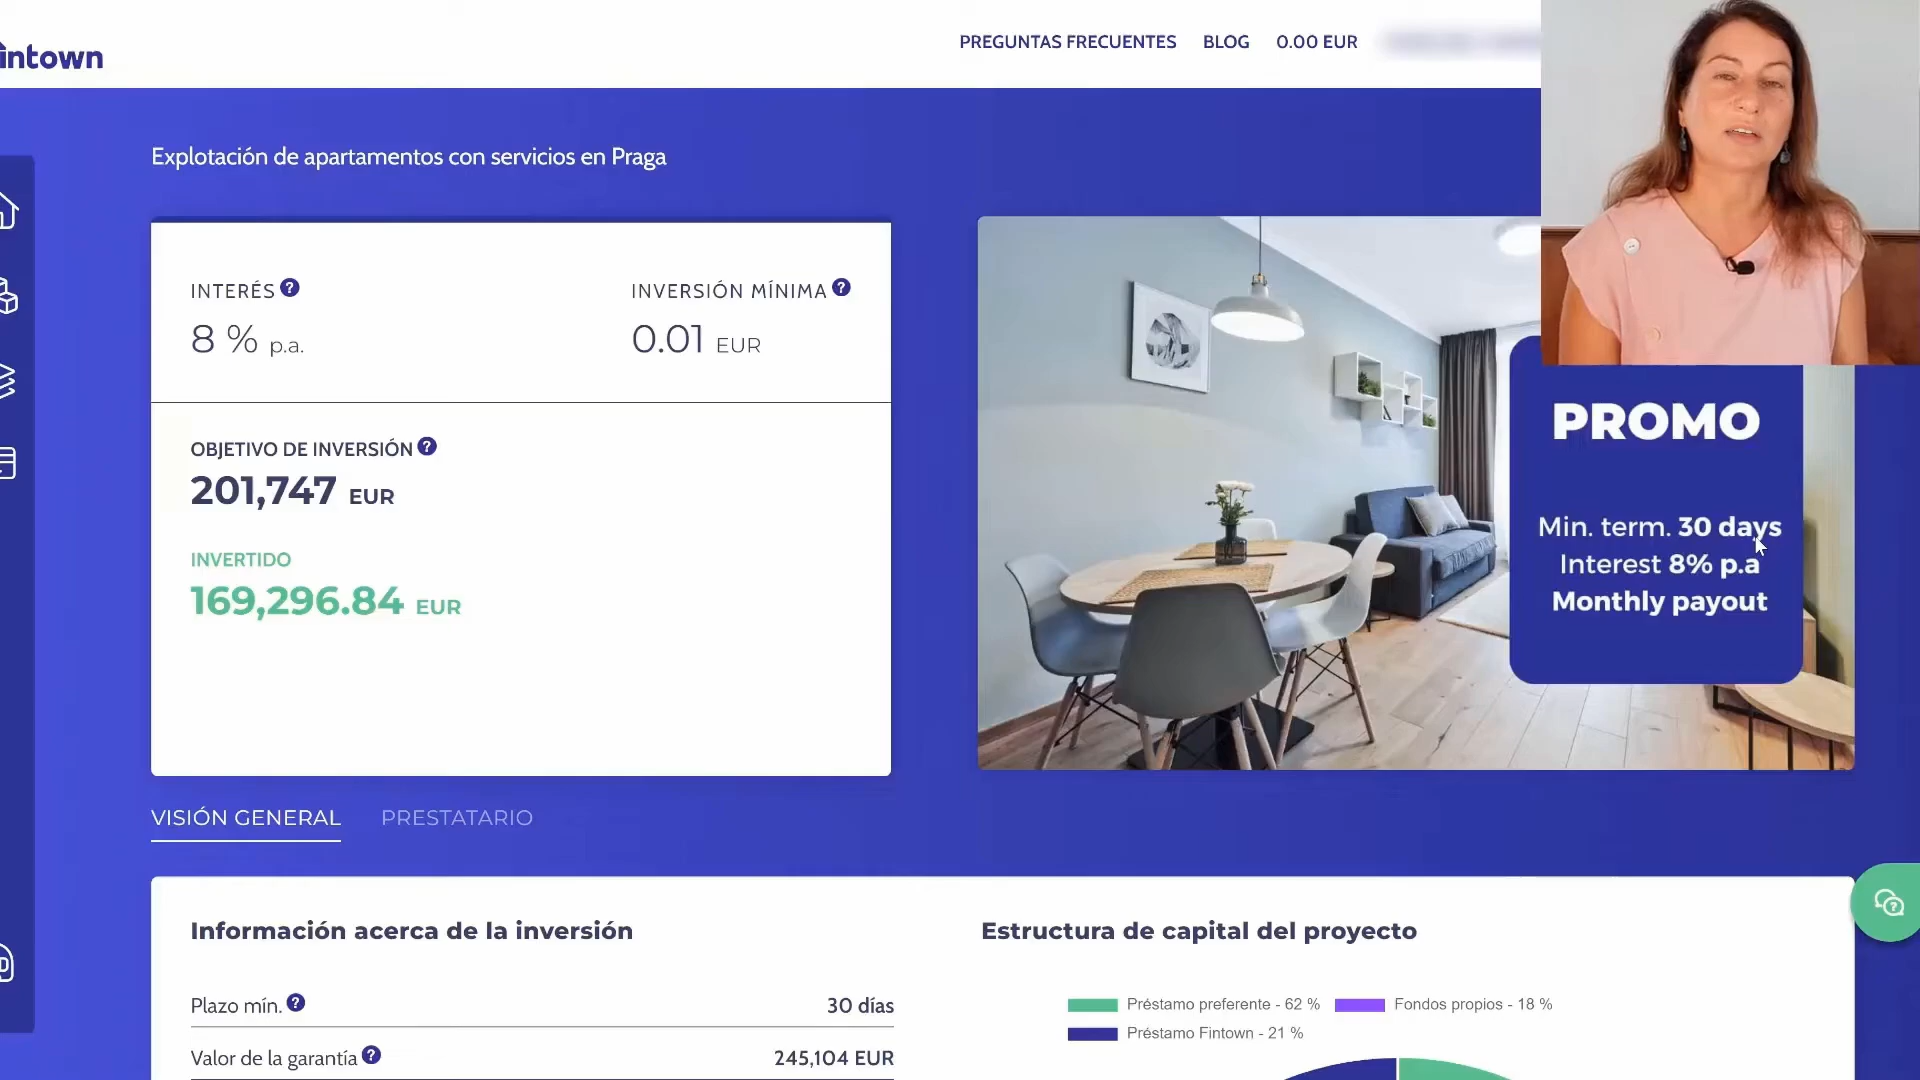 intown
PREGUNTAS FRECUENTES BLOG 0.00 EUR
Explotación de apartamentos con servicios en Praga
INTERÉS ?
8 % p.a.
INVERSIÓN MÍNIMA ?
0.01 EUR
OBJETIVO DE INVERSIÓN ?
201,747 EUR
INVERTIDO
169,296.84 EUR
PROMO
Min. term. 30 days
Interest 8% p.a
Monthly payout
VISIÓN GENERAL PRESTATARIO
Información acerca de la inversión
Plazo mín. ? 30 días
Valor de la garantía ? 245,104 EUR
Estructura de capital del proyecto
Préstamo preferente - 62 % Fondos propios - 18 %
Préstamo Fintown - 21 %